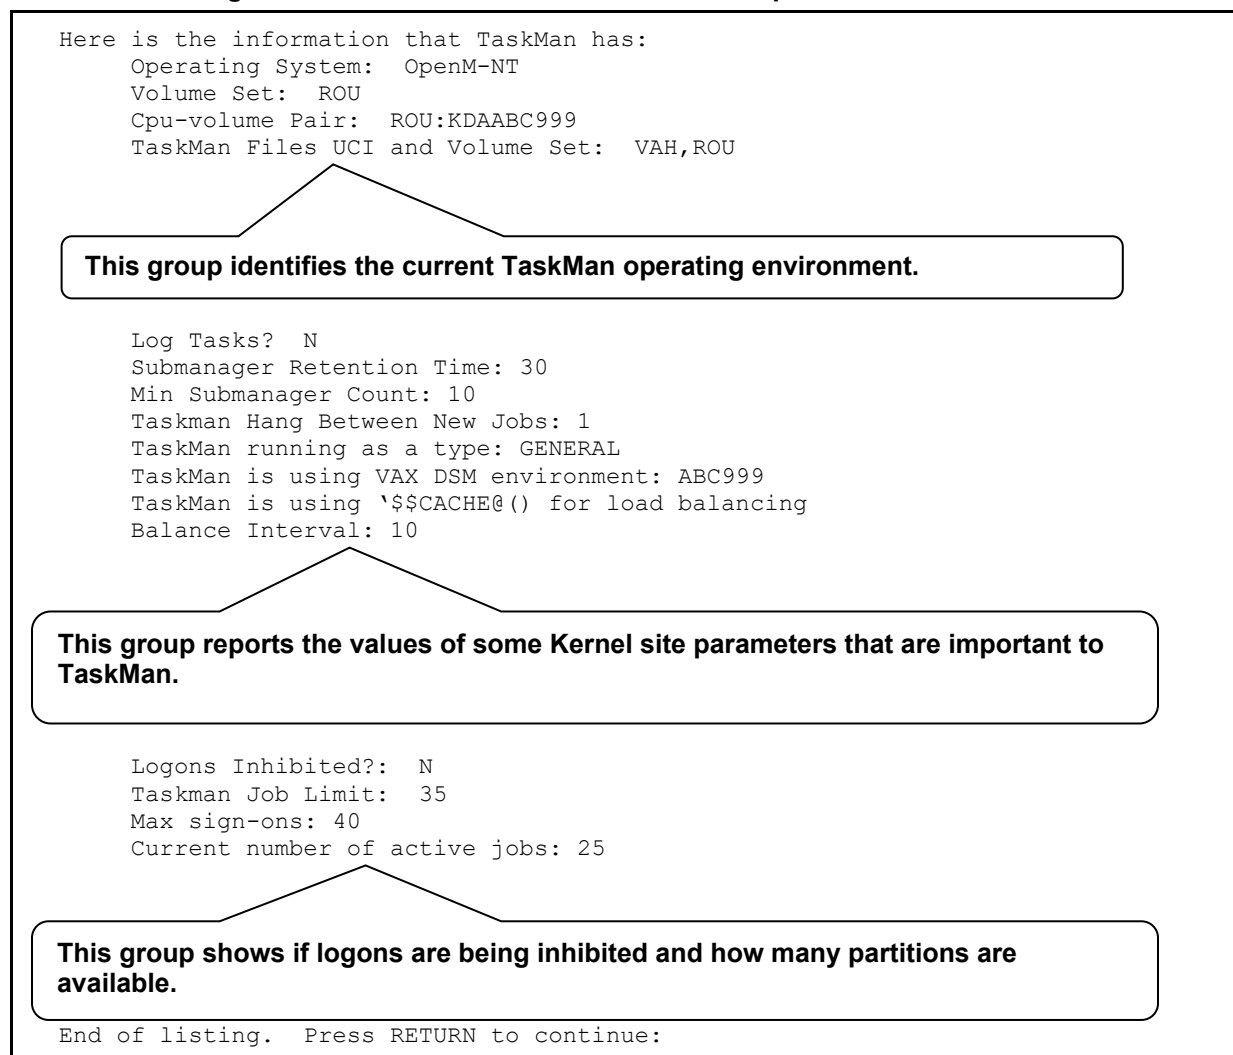 Here is the information that TaskMan has:
Operating System:  OpenM-NT
Volume Set:  ROU
Cpu-volume Pair:  ROU:KDAABC999
TaskMan Files UCI and Volume Set:  VAH,ROU
This group identifies the current TaskMan operating environment.
Log Tasks?  N
Submanager Retention Time: 30
Min Submanager Count: 10
Taskman Hang Between New Jobs: 1
TaskMan running as a type: GENERAL
TaskMan is using VAX DSM environment: ABC999
TaskMan is using ‘$$CACHE@() for load balancing
Balance Interval: 10
This group reports the values of some Kernel site parameters that are important to
TaskMan.
Logons Inhibited?:  N
Taskman Job Limit:  35
Max sign-ons: 40
Current number of active jobs: 25
This group shows if logons are being inhibited and how many partitions are
available.
End of listing.  Press RETURN to continue: